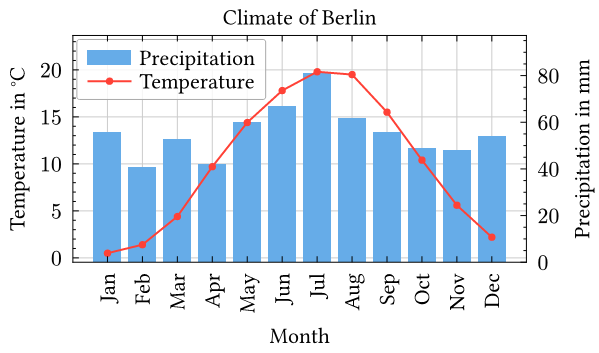 Climate of Berlin
Precipitation
Temperature
Temperature in °C
20
15
10
5
0
Precipitation in mm
80
60
40
20
0
Jan
Feb
Mar
Apr
May
Jun
Jul
Aug
Sep
Oct
Nov
Dec
Month